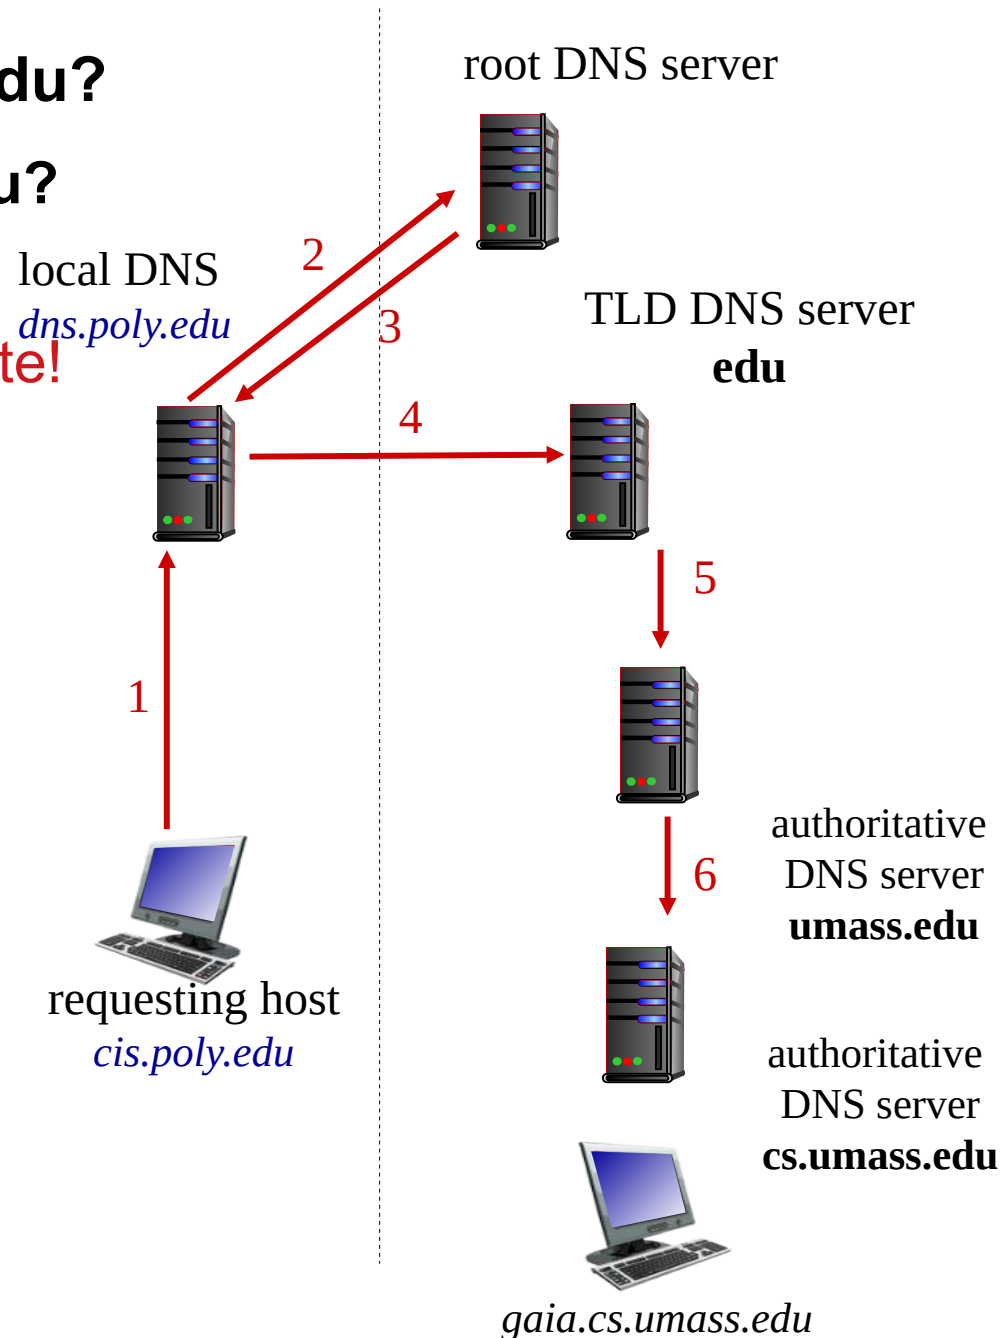 du?
u?
root DNS server
2
local DNS
dns.poly.edu
te!
3
TLD DNS server
edu
4
5
1
6
authoritative
DNS server
umass.edu
requesting host
cis.poly.edu
authoritative
DNS server
cs.umass.edu
gaia.cs.umass.edu